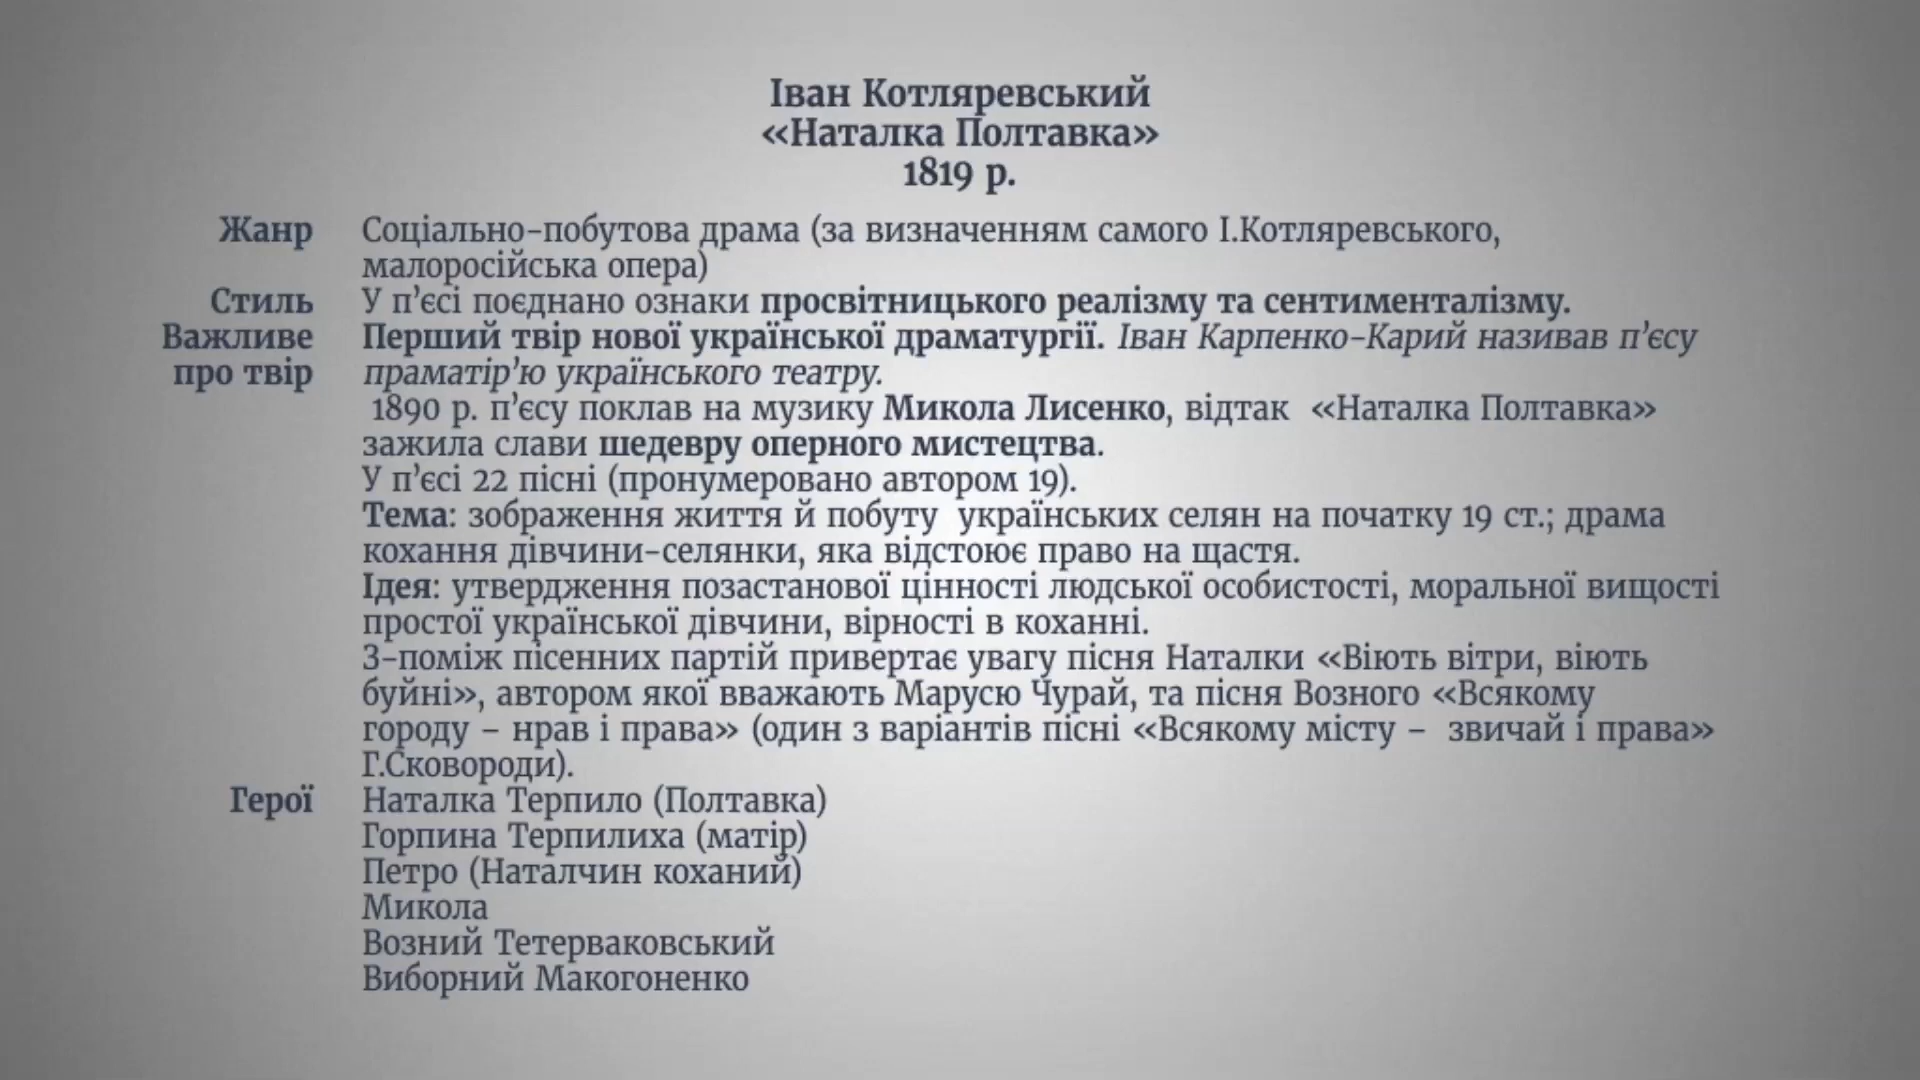 Іван Котляревський
«Наталка Полтавка»
1819 р.
Жанр Соціально-побутова драма (за визначенням самого І.Котляревського,
малоросійська опера)
Стиль У п’єсі поєднано ознаки просвітницького реалізму та сентименталізму.
Важливе Перший твір нової української драматургії. Іван Карпенко-Карий називав п’єсу
про твір праматір’ю українського театру.
1890 р. п’єсу поклав на музику Микола Лисенко, відтак «Наталка Полтавка»
зажила слави шедевру оперного мистецтва.
У п’єсі 22 пісні (пронумеровано автором 19).
Тема: зображення життя й побуту українських селян на початку 19 ст.; драма
кохання дівчини-селянки, яка відстоює право на щастя.
Ідея: утвердження позастанової цінності людської особистості, моральної вищості
простої української дівчини, вірності в коханні.
З-поміж пісенних партій привертає увагу пісня Наталки «Віють вітри, віють
буйні», автором якої вважають Марусю Чурай, та пісня Возного «Всякому
городу – нрав і права» (один з варіантів пісні «Всякому місту – звичай і права»
Г.Сковороди).
Герої Наталка Терпило (Полтавка)
Горпина Терпилиха (матір)
Петро (Наталчин коханий)
Микола
Возний Тетерваковський
Виборний Макогоненко